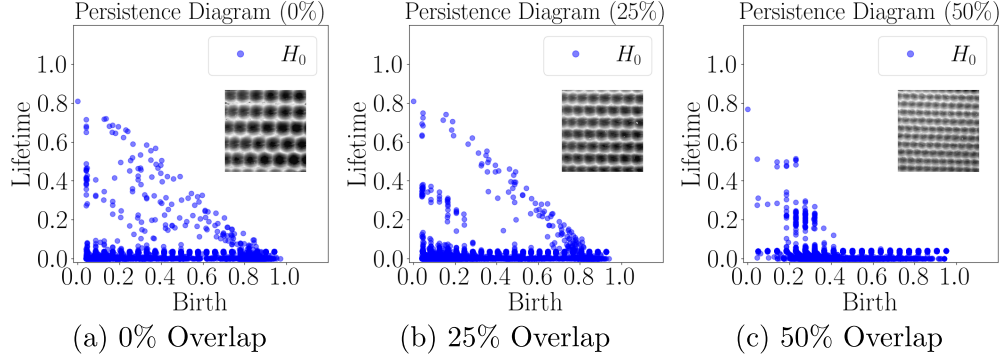 Persistence Diagram (0%)
H0
Lifetime
1.0
0.8
0.6
0.4
0.2
0.0
0.0 0.2 0.4 0.6 0.8 1.0
Birth
(a) 0% Overlap
Persistence Diagram (25%)
H0
Lifetime
1.0
0.8
0.6
0.4
0.2
0.0
0.0 0.2 0.4 0.6 0.8 1.0
Birth
(b) 25% Overlap
Persistence Diagram (50%)
H0
Lifetime
1.0
0.8
0.6
0.4
0.2
0.0
0.0 0.2 0.4 0.6 0.8 1.0
Birth
(c) 50% Overlap